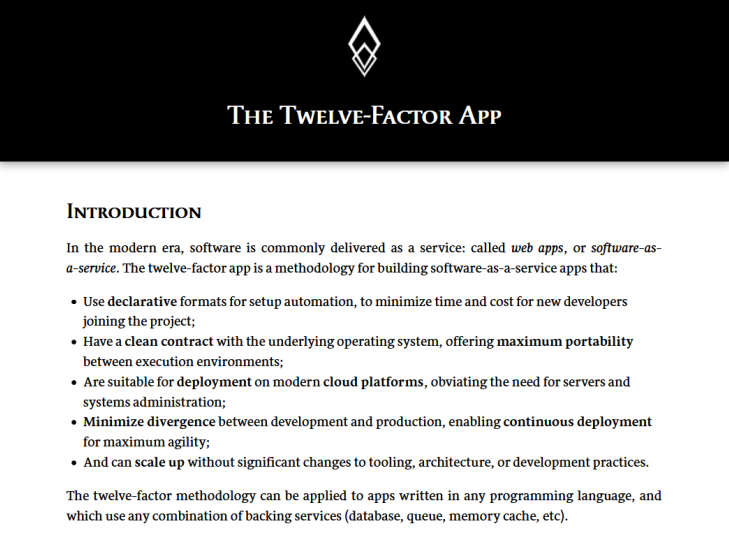 The Twelve-Factor App
Introduction
In the modern era, software is commonly delivered as a service: called web apps, or software-as-
a-service. The twelve-factor app is a methodology for building software-as-a-service apps that:
• Use declarative formats for setup automation, to minimize time and cost for new developers
joining the project;
• Have a clean contract with the underlying operating system, offering maximum portability
between execution environments;
• Are suitable for deployment on modern cloud platforms, obviating the need for servers and
systems administration;
• Minimize divergence between development and production, enabling continuous deployment
for maximum agility;
• And can scale up without significant changes to tooling, architecture, or development practices.
The twelve-factor methodology can be applied to apps written in any programming language, and
which use any combination of backing services (database, queue, memory cache, etc).